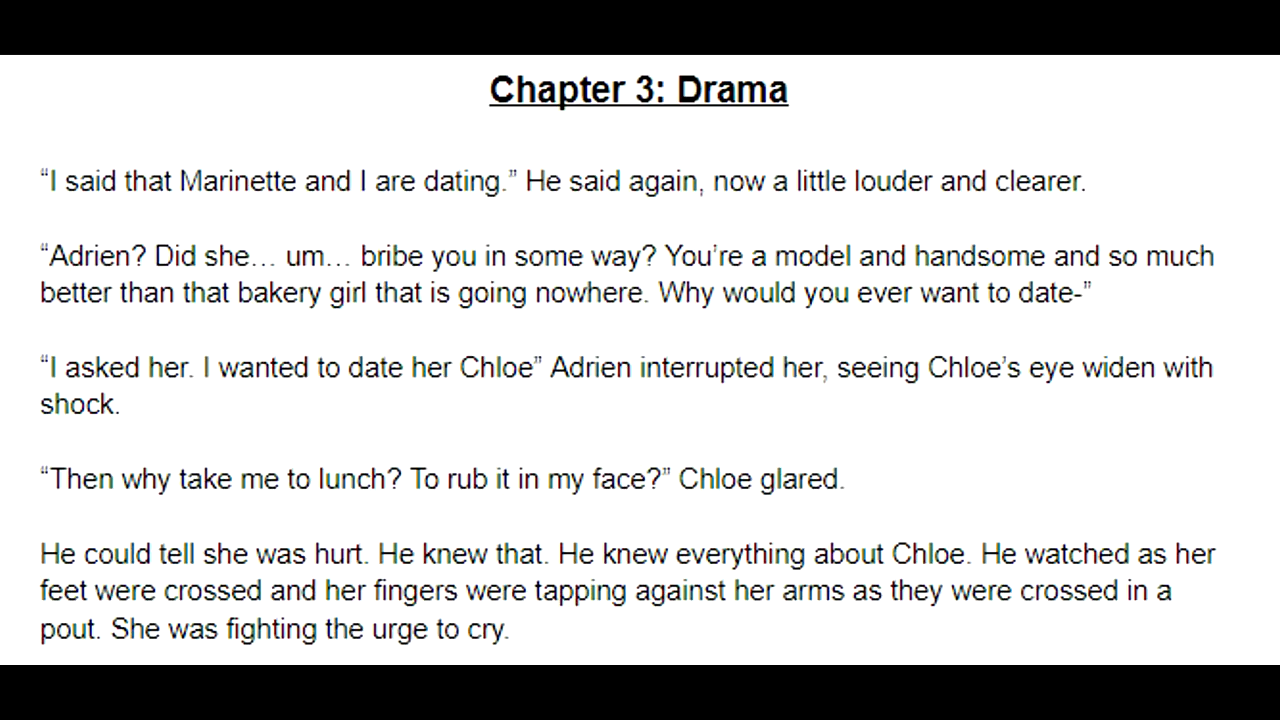 Chapter 3: Drama
“I said that Marinette and I are dating.” He said again, now a little louder and clearer.
“Adrien? Did she… um… bribe you in some way? You’re a model and handsome and so much
better than that bakery girl that is going nowhere. Why would you ever want to date-”
“I asked her. I wanted to date her Chloe” Adrien interrupted her, seeing Chloe’s eye widen with
shock.
“Then why take me to lunch? To rub it in my face?” Chloe glared.
He could tell she was hurt. He knew that. He knew everything about Chloe. He watched as her
feet were crossed and her fingers were tapping against her arms as they were crossed in a
pout. She was fighting the urge to cry.